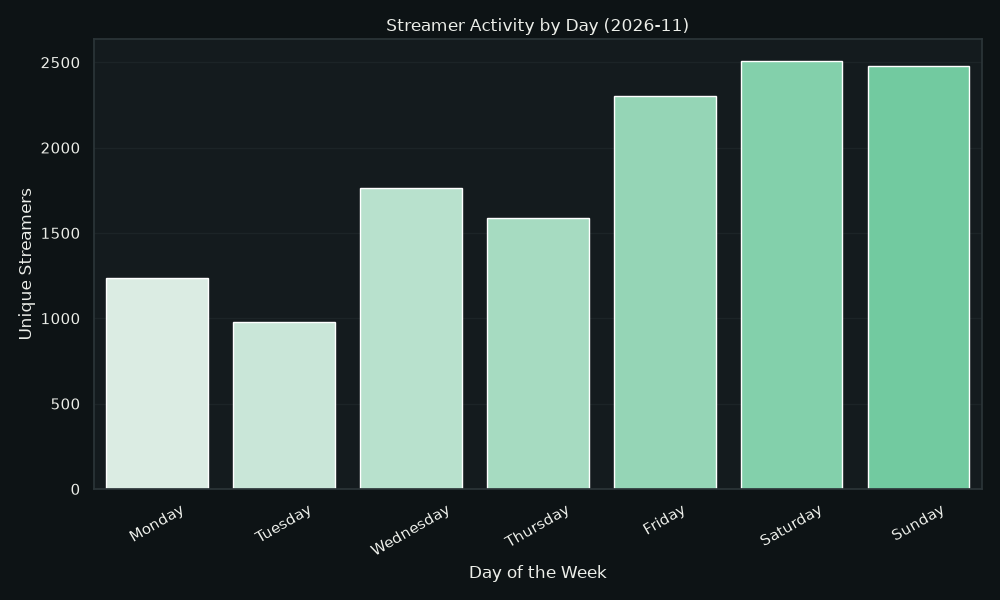 Streamer Activity by Day (2026-11)
Unique Streamers
2500
2000
1500
1000
500
0
Monday
Tuesday
Wednesday
Thursday
Friday
Saturday
Sunday
Day of the Week